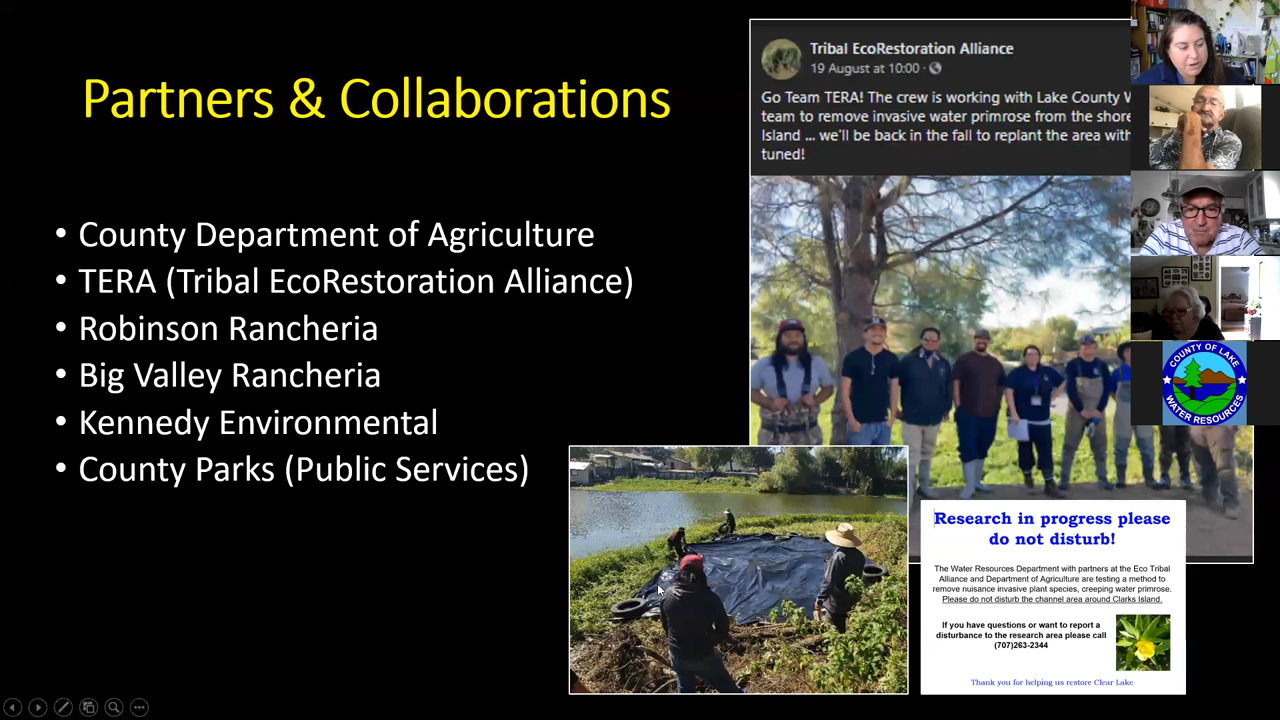 Partners & Collaborations
• County Department of Agriculture
• TERA (Tribal EcoRestoration Alliance)
• Robinson Rancheria
• Big Valley Rancheria
• Kennedy Environmental
• County Parks (Public Services)
Tribal EcoRestoration Alliance
19 August at 10:00 ·
Go Team TERA! The crew is working with Lake County
team to remove invasive water primrose from the shore
Island ... we'll be back in the fall to replant the area with
tuned!
COUNTY OF LAKE
WATER RESOURCES
Research in progress please
do not disturb!
The Water Resources Department with partners at the Eco Tribal
Alliance and Department of Agriculture are testing a method to
remove nuisance invasive plant species, creeping water primrose.
Please do not disturb the channel area around Clarks Island.
If you have questions or want to report a
disturbance to the research area please call
(707)263-2344
Thank you for helping us restore Clear Lake